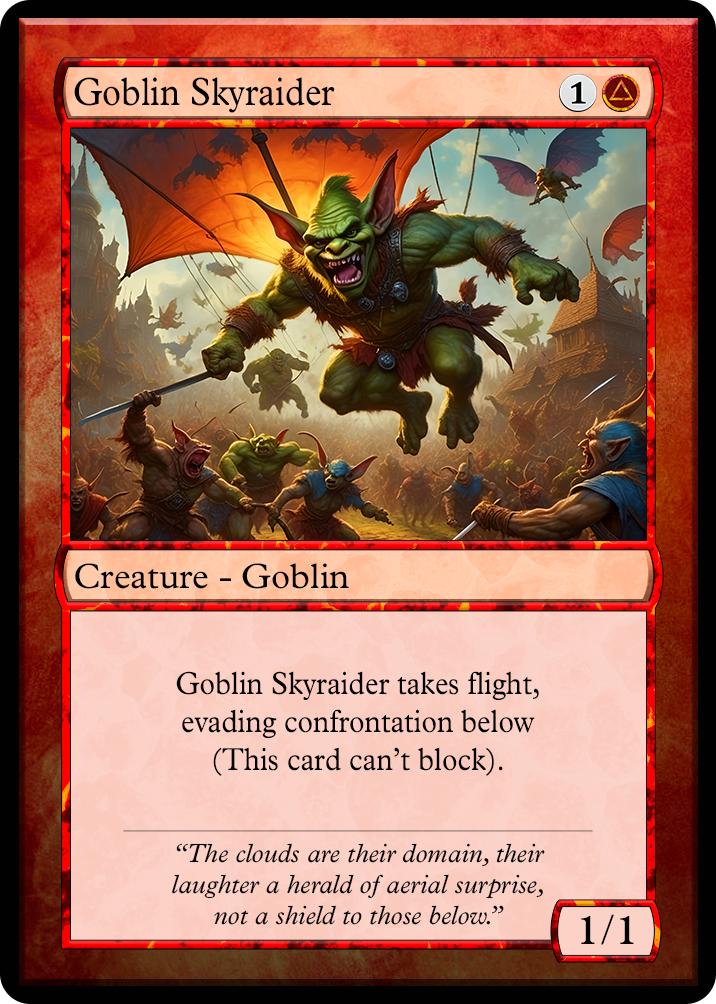 Goblin Skyraider 1
Creature - Goblin
Goblin Skyraider takes flight,
evading confrontation below
(This card can't block).
“The clouds are their domain, their
laughter a herald of aerial surprise,
not a shield to those below.”
1/1